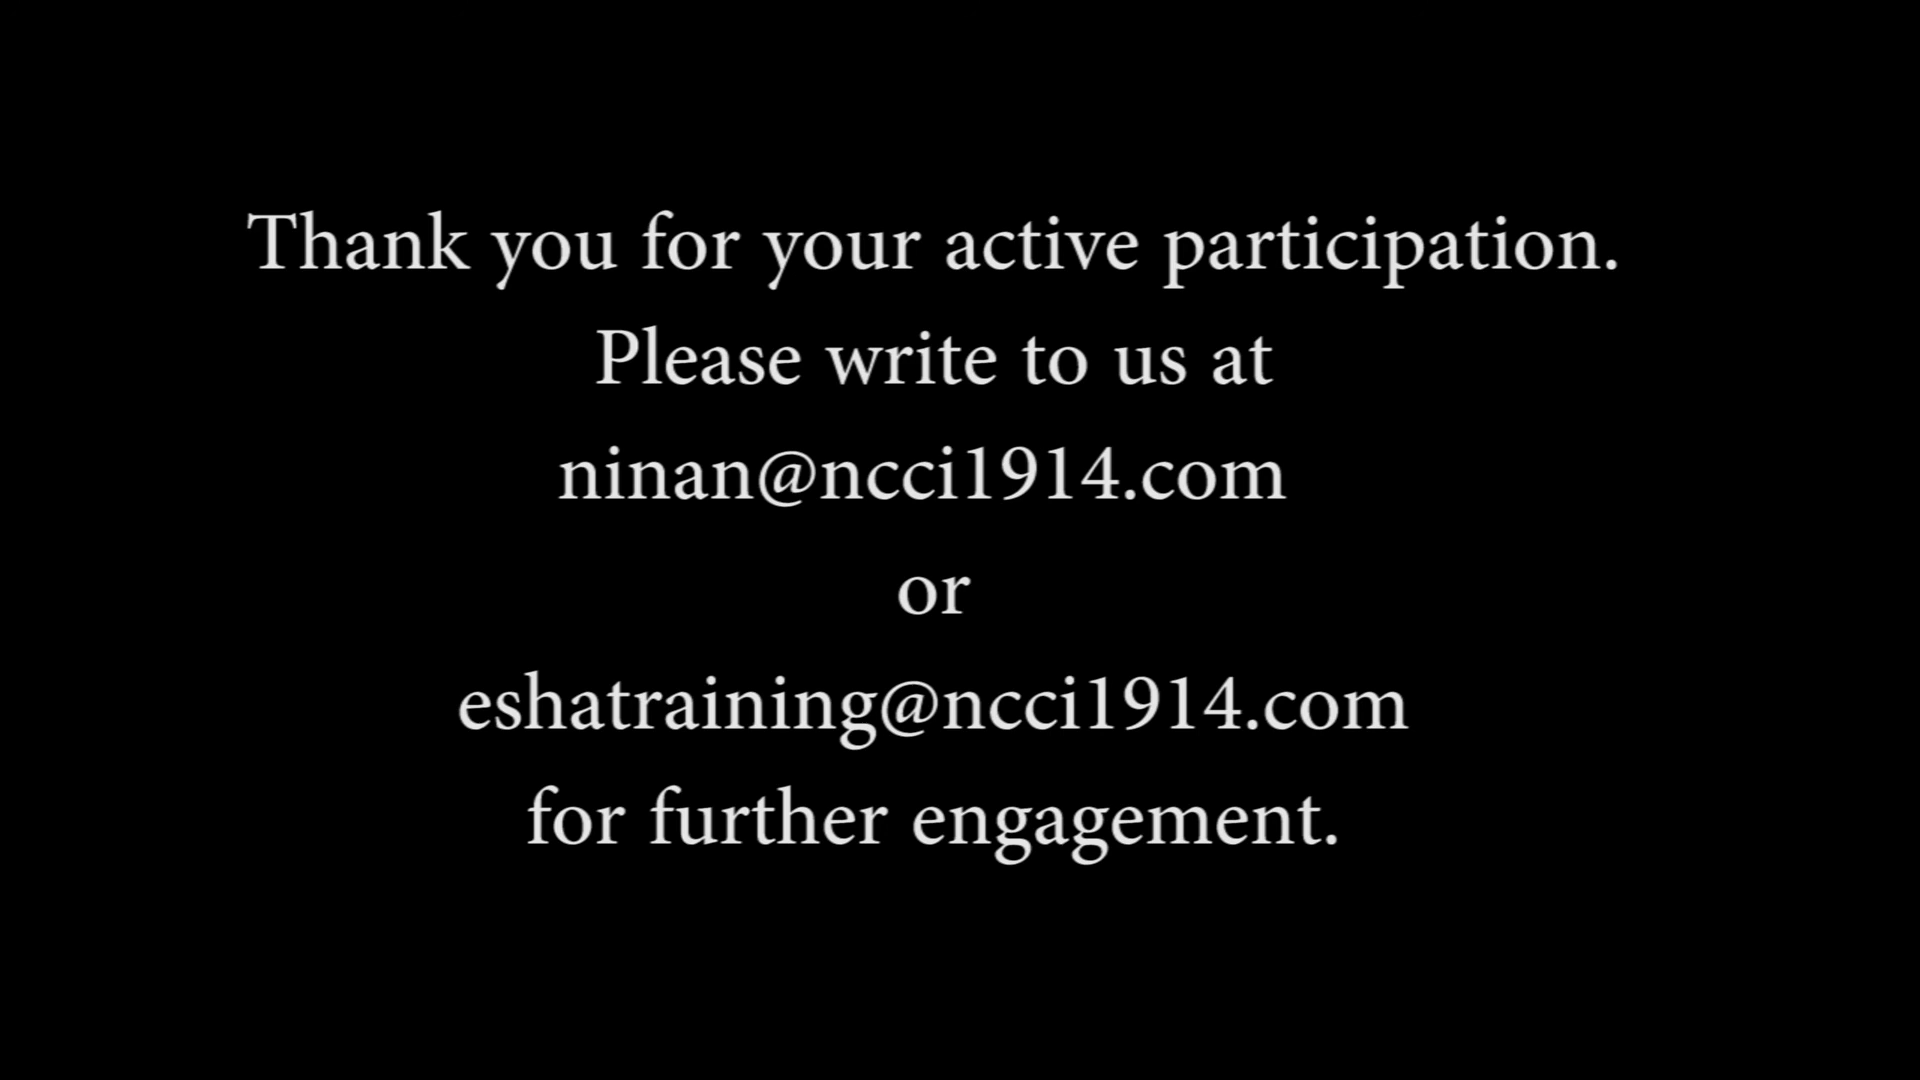 Thank you for your active participation.
Please write to us at
ninan@ncci1914.com
or
eshatraining@ncci1914.com
for further engagement.